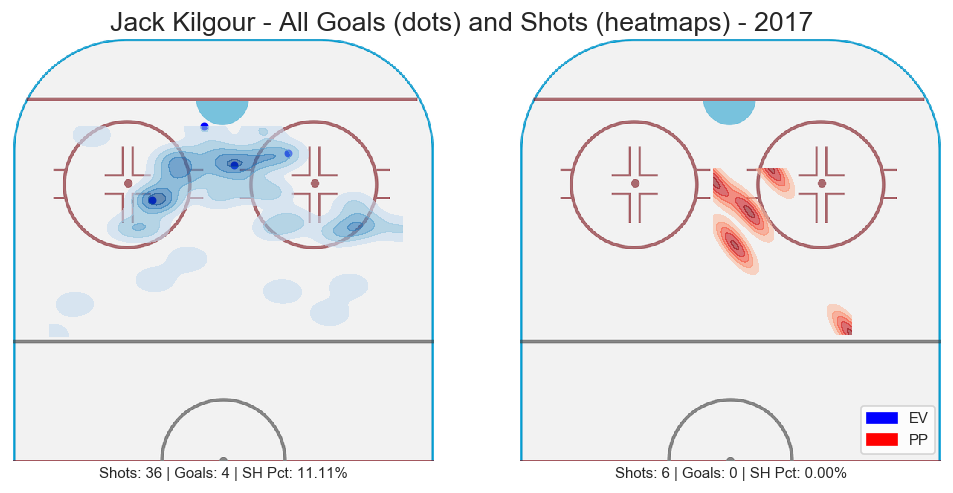 Jack Kilgour - All Goals (dots) and Shots (heatmaps) - 2017
EV
PP
Shots: 36 | Goals: 4 | SH Pct: 11.11%
Shots: 6 | Goals: 0 | SH Pct: 0.00%